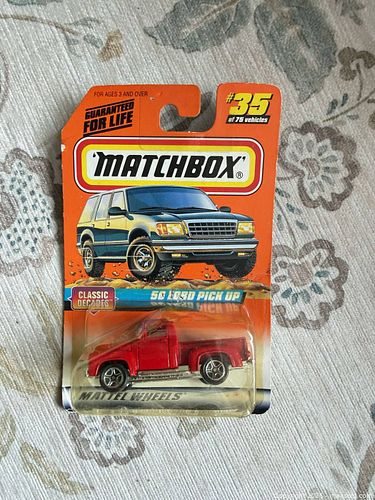 FOR AGES 3 AND OVER
GUARANTEED
FOR LIFE
#35
of 75 vehicles
MATCHBOX®
CLASSIC
DECADES
56 FORD PICK UP
MATTEL WHEELS